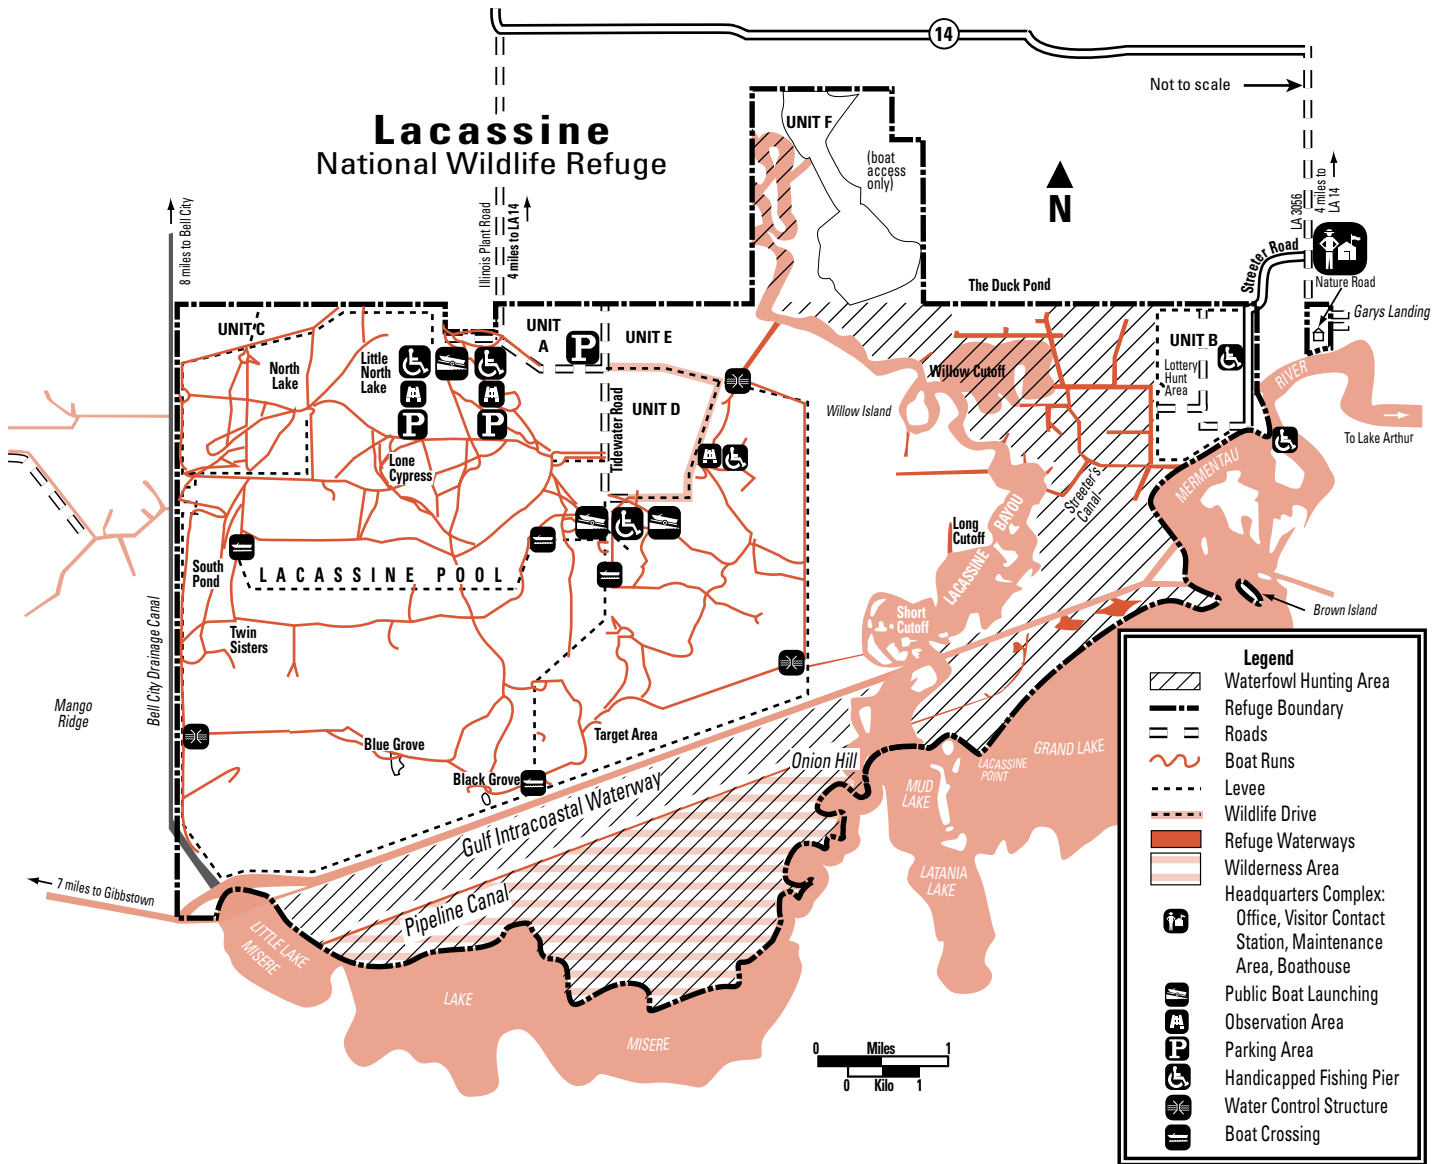 14
Not to scale
Lacassine
National Wildlife Refuge
UNIT F
(boat
access
only)
N
8 miles to Bell City
Illinois Plant Road
4 miles to LA 14
LA 3056
4 miles to
LA 14
Streeter Road
Nature Road
Garys Landing
The Duck Pond
UNIT C
UNIT
A
P
UNIT E
UNIT B
Lottery
Hunt
Area
North
Lake
Little
North
Lake
P
P
UNIT D
Tidewater Road
Willow Cutoff
Willow Island
RIVER
To Lake Arthur
MERMENTAU
Lone
Cypress
Streeter's
Canal
BAYOU
LACASSINE
Long
Cutoff
Short
Cutoff
South
Pond
LACASSINE POOL
Twin
Sisters
Brown Island
Bell City Drainage Canal
Mango
Ridge
Blue Grove
Black Grove
Target Area
Onion Hill
Gulf Intracoastal Waterway
Pipeline Canal
GRAND LAKE
LACASSINE
POINT
MUD
LAKE
LATANIA
LAKE
7 miles to Gibbstown
LITTLE LAKE
MISERE
LAKE
MISERE
0 Miles 1
0 Kilo 1
Legend
Waterfowl Hunting Area
Refuge Boundary
Roads
Boat Runs
Levee
Wildlife Drive
Refuge Waterways
Wilderness Area
Headquarters Complex:
Office, Visitor Contact
Station, Maintenance
Area, Boathouse
Public Boat Launching
Observation Area
P Parking Area
Handicapped Fishing Pier
Water Control Structure
Boat Crossing